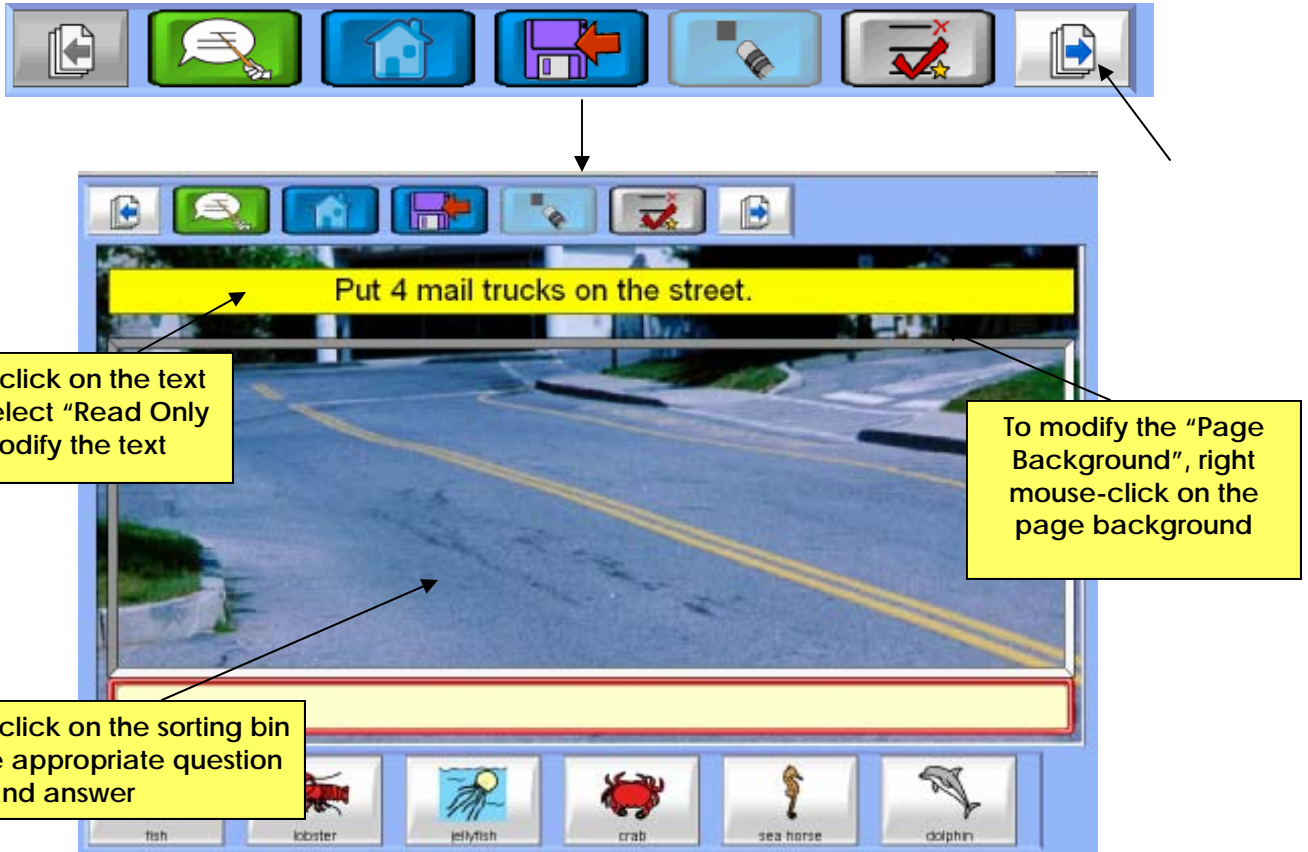 Put 4 mail trucks on the street.
click on the text
elect “Read Only
odify the text
To modify the “Page
Background”, right
mouse-click on the
page background
click on the sorting bin
e appropriate question
nd answer
fish
lobster
jellyfish
crab
sea horse
dolphin